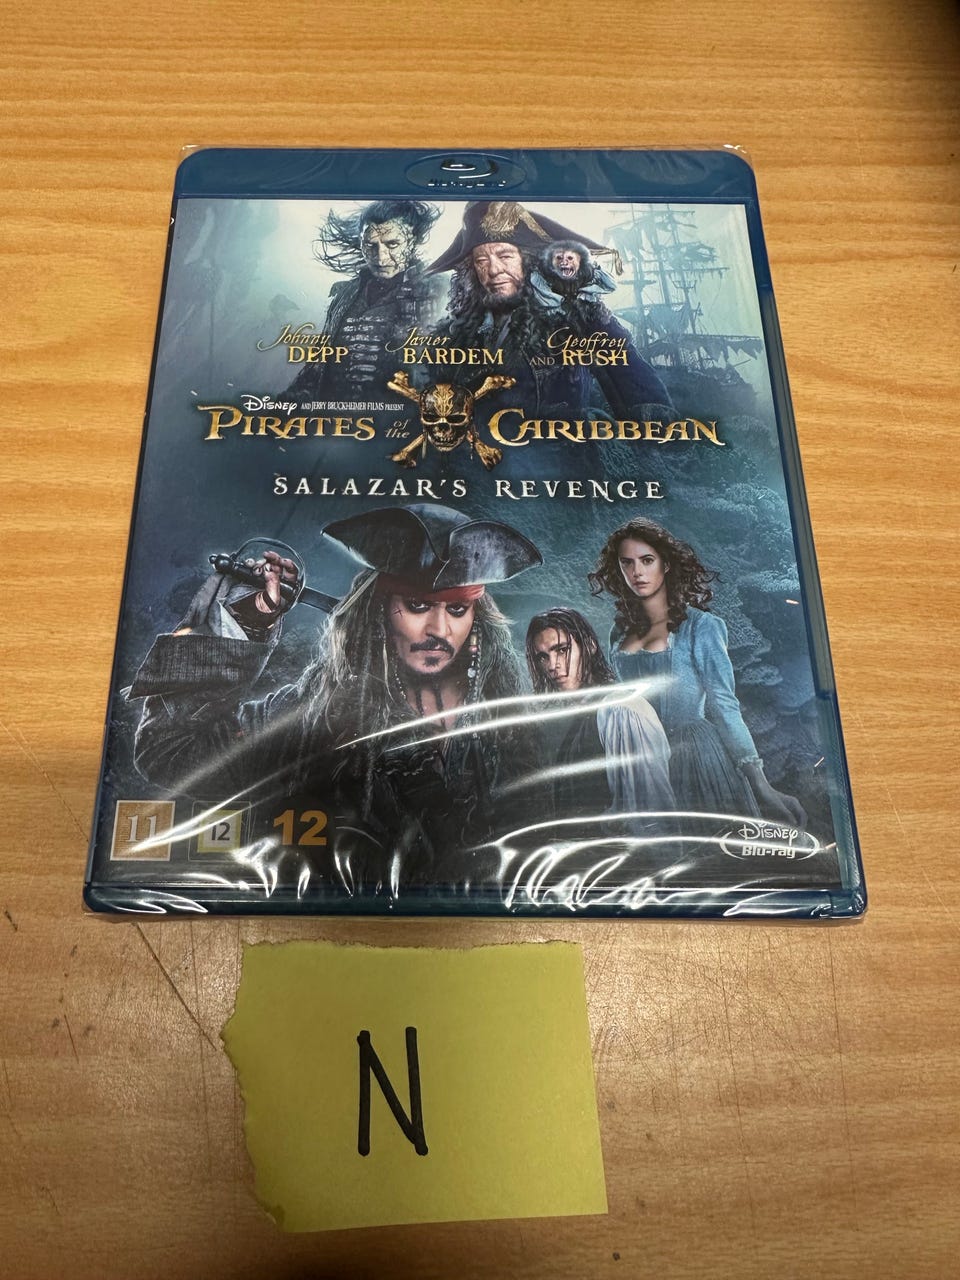 Johnny
DEPP
Javier
BARDEM
AND Geoffrey
RUSH
Disney AND JERRY BRUCKHEIMER FILMS PRESENT
PIRATES of the CARIBBEAN
SALAZAR'S REVENGE
11
12
12
Disney
Blu-ray
N